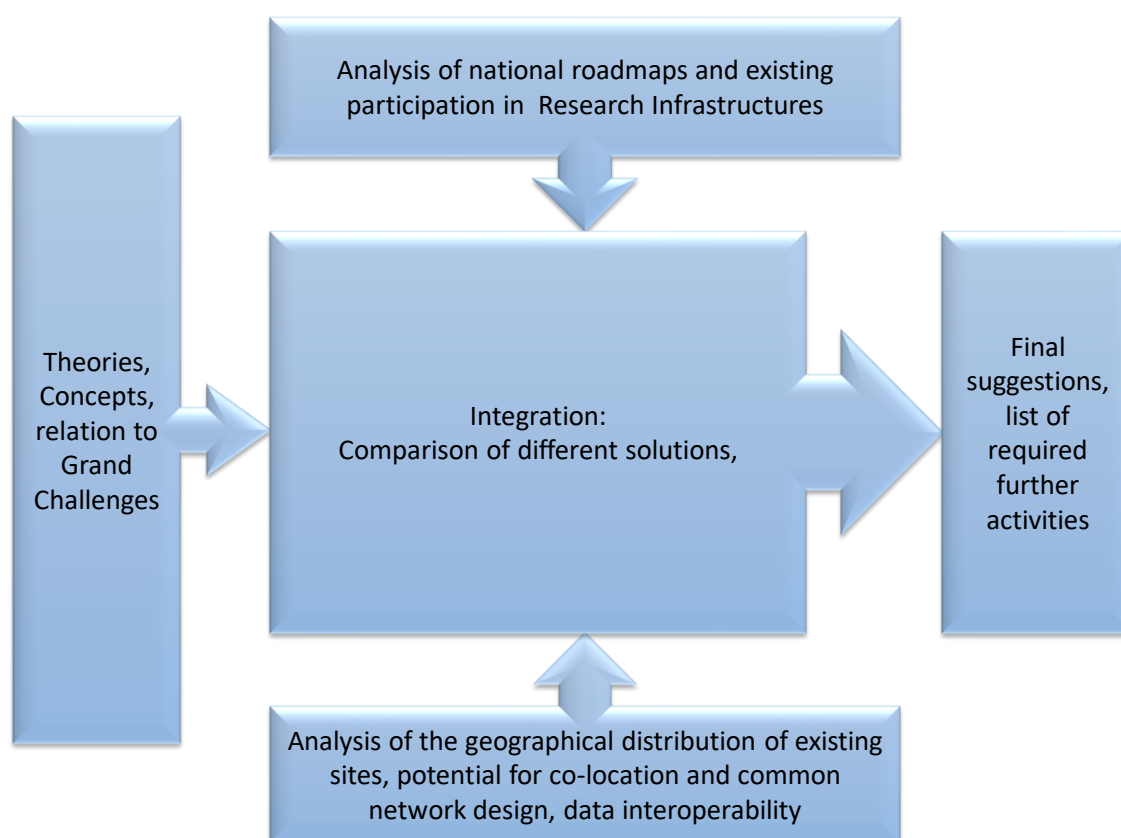 Analysis of national roadmaps and existing
participation in Research Infrastructures
Theories,
Concepts,
relation to
Grand
Challenges
Integration:
Comparison of different solutions,
Final
suggestions,
list of
required
further
activities
Analysis of the geographical distribution of existing
sites, potential for co-location and common
network design, data interoperability